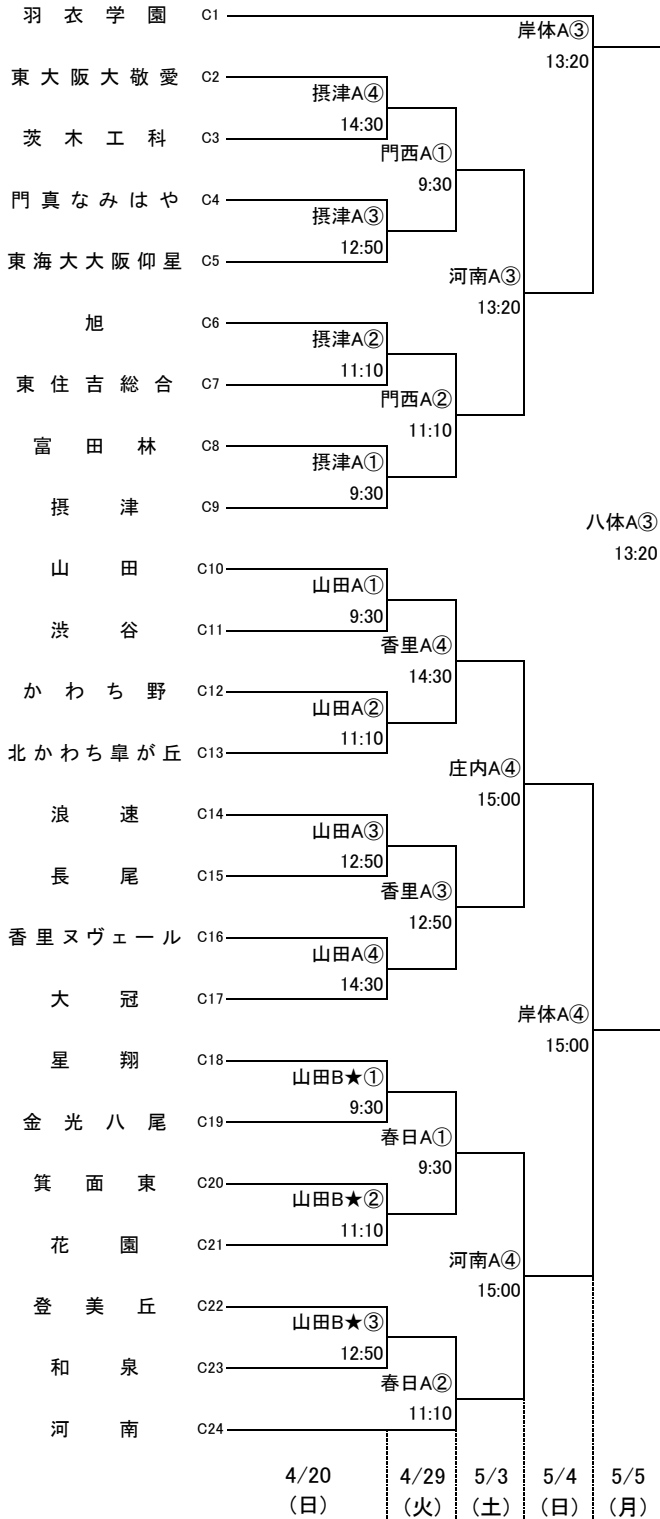 羽衣学園 C1
岸体A③
13:20
東大阪大敬愛 C2
摂津A④
14:30
茨木工科 C3
門西A①
9:30
門真なみはや C4
摂津A③
12:50
東海大大阪仰星 C5
河南A③
13:20
旭 C6
摂津A②
11:10
東住吉総合 C7
門西A②
11:10
富田林 C8
摂津A①
9:30
摂津 C9
八体A③
13:20
山田 C10
山田A①
9:30
渋谷 C11
香里A④
14:30
かわち野 C12
山田A②
11:10
北かわち皐が丘 C13
庄内A④
15:00
浪速 C14
山田A③
12:50
長尾 C15
香里A③
12:50
香里ヌヴェール C16
山田A④
14:30
大冠 C17
岸体A④
15:00
星翔 C18
山田B★①
9:30
金光八尾 C19
春日A①
9:30
箕面東 C20
山田B★②
11:10
花園 C21
河南A④
15:00
登美丘 C22
山田B★③
12:50
和泉 C23
春日A②
11:10
河南 C24
4/20 4/29 5/3 5/4 5/5
（日） （火） （土） （日） （月）